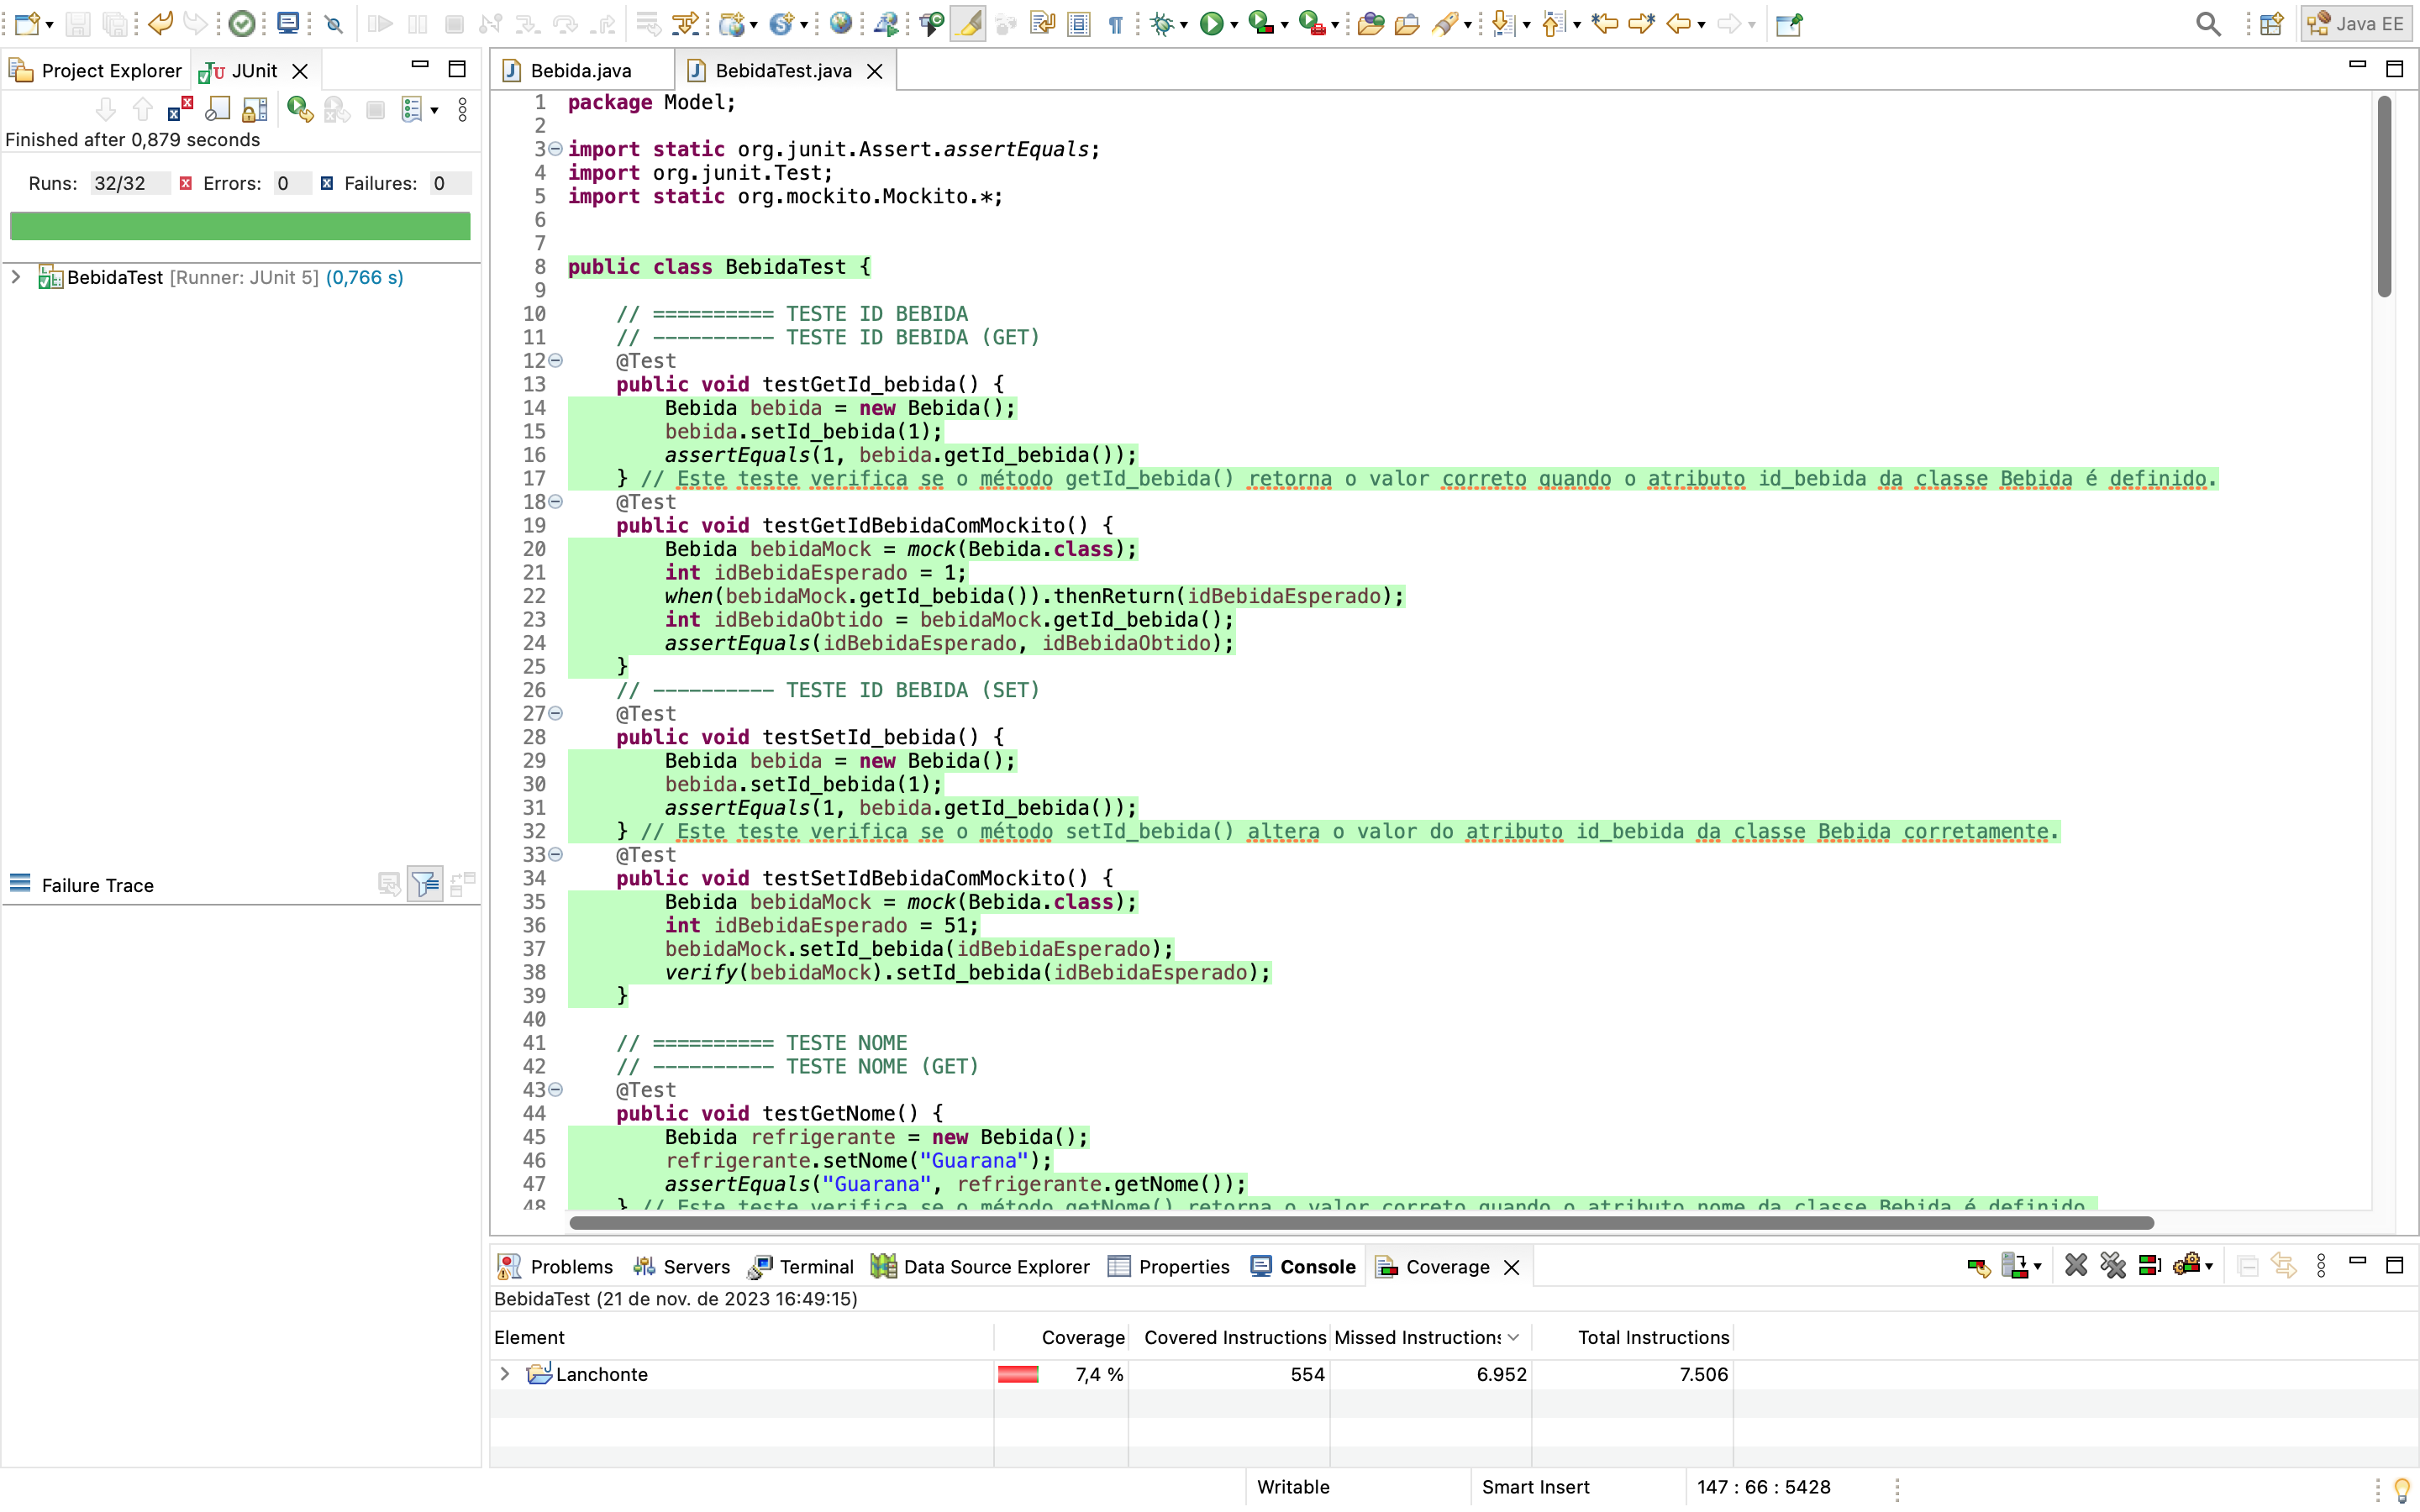 Java EE
Project Explorer
JUnit
Finished after 0,879 seconds
Runs: 32/32 Errors: 0 Failures: 0
BebidaTest [Runner: JUnit 5] (0,766 s)
Failure Trace
Bebida.java
BebidaTest.java
1 package Model;
2
3 import static org.junit.Assert.assertEquals;
4 import org.junit.Test;
5 import static org.mockito.Mockito.*;
6
7
8 public class BebidaTest {
9
10 // ========== TESTE ID BEBIDA
11 // ---------- TESTE ID BEBIDA (GET)
12 @Test
13 public void testGetId_bebida() {
14 Bebida bebida = new Bebida();
15 bebida.setId_bebida(1);
16 assertEquals(1, bebida.getId_bebida());
17 } // Este teste verifica se o método getId_bebida() retorna o valor correto quando o atributo id_bebida da classe Bebida é definido.
18 @Test
19 public void testGetIdBebidaComMockito() {
20 Bebida bebidaMock = mock(Bebida.class);
21 int idBebidaEsperado = 1;
22 when(bebidaMock.getId_bebida()).thenReturn(idBebidaEsperado);
23 int idBebidaObtido = bebidaMock.getId_bebida();
24 assertEquals(idBebidaEsperado, idBebidaObtido);
25 }
26 // ---------- TESTE ID BEBIDA (SET)
27 @Test
28 public void testSetId_bebida() {
29 Bebida bebida = new Bebida();
30 bebida.setId_bebida(1);
31 assertEquals(1, bebida.getId_bebida());
32 } // Este teste verifica se o método setId_bebida() altera o valor do atributo id_bebida da classe Bebida corretamente.
33 @Test
34 public void testSetIdBebidaComMockito() {
35 Bebida bebidaMock = mock(Bebida.class);
36 int idBebidaEsperado = 51;
37 bebidaMock.setId_bebida(idBebidaEsperado);
38 verify(bebidaMock).setId_bebida(idBebidaEsperado);
39 }
40
41 // ========== TESTE NOME
42 // ---------- TESTE NOME (GET)
43 @Test
44 public void testGetNome() {
45 Bebida refrigerante = new Bebida();
46 refrigerante.setNome("Guarana");
47 assertEquals("Guarana", refrigerante.getNome());
48 } // Este teste verifica se o método getNome() retorna o valor correto quando o atributo nome da classe Bebida é definido.
Problems Servers Terminal Data Source Explorer Properties Console Coverage
BebidaTest (21 de nov. de 2023 16:49:15)
Element Coverage Covered Instructions Missed Instructions Total Instructions
Lanchonte 7,4 % 554 6.952 7.506
Writable Smart Insert 147 : 66 : 5428